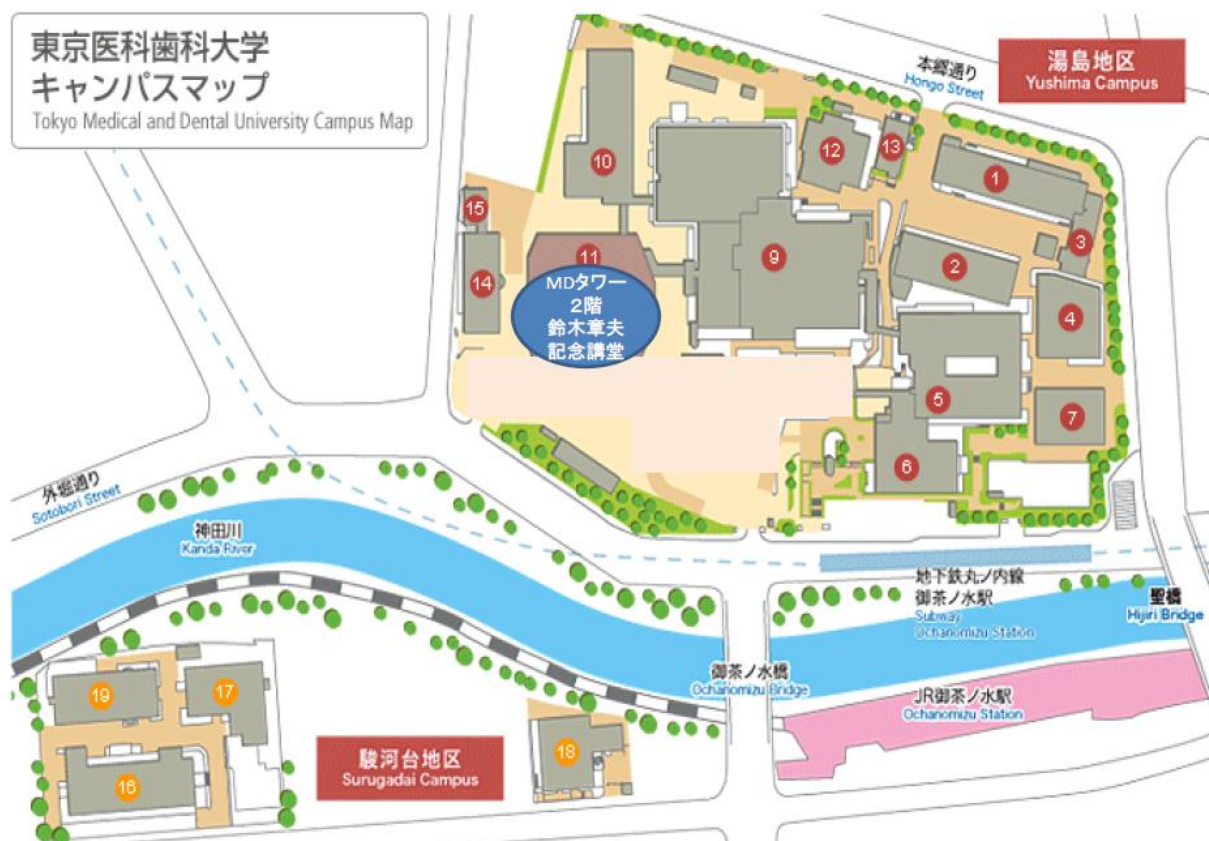 東京医科歯科大学
キャンパスマップ
Tokyo Medical and Dental University Campus Map
湯島地区
Yushima Campus
本郷通り
Hongo Street
10
12
13
1
15
3
11
9
2
14
MDタワー
2階
鈴木章夫
記念講堂
4
5
7
6
外堀通り
Sotobori Street
神田川
Kanda River
地下鉄丸ノ内線
御茶ノ水駅
Subway
Ochanomizu Station
聖橋
Hijiri Bridge
御茶ノ水橋
Ochanomizu Bridge
JR御茶ノ水駅
Ochanomizu Station
19
17
18
駿河台地区
Surugadai Campus
16